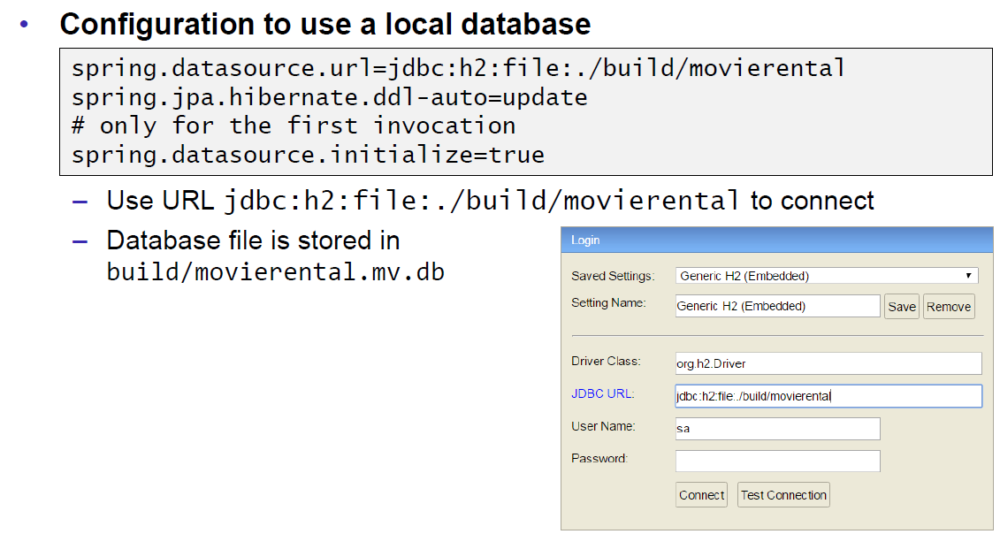 • Configuration to use a local database
spring.datasource.url=jdbc:h2:file:./build/movierental
spring.jpa.hibernate.ddl-auto=update
# only for the first invocation
spring.datasource.initialize=true
– Use URL jdbc:h2:file:./build/movierental to connect
– Database file is stored in
build/movierental.mv.db
Login
Saved Settings: Generic H2 (Embedded)
Setting Name: Generic H2 (Embedded) Save Remove
Driver Class: org.h2.Driver
JDBC URL: jdbc:h2:file:./build/movierental
User Name: sa
Password:
Connect Test Connection